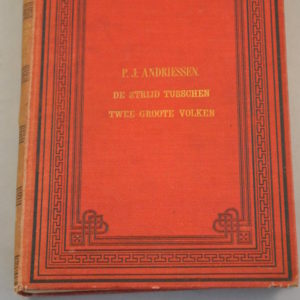 P. J. ANDRIESSEN
DE STRIJD TUSSCHEN
TWEE GROOTE VOLKEN